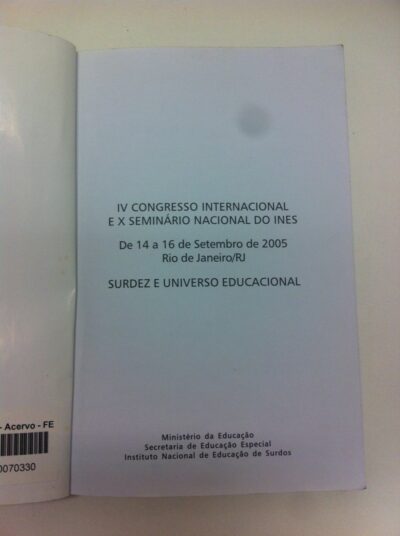 IV CONGRESSO INTERNACIONAL
E X SEMINÁRIO NACIONAL DO INES
De 14 a 16 de Setembro de 2005
Rio de Janeiro/RJ
SURDEZ E UNIVERSO EDUCACIONAL
Ministério da Educação
Secretaria de Educação Especial
Instituto Nacional de Educação de Surdos
- Acervo - FE
0070330